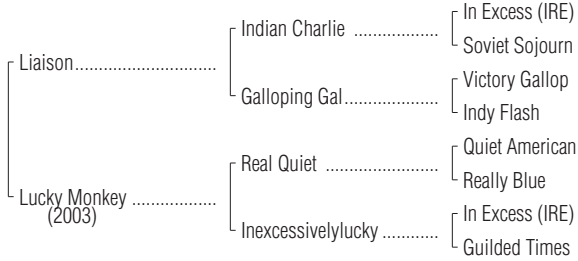 In Excess (IRE)
Indian Charlie ..................
Soviet Sojourn
Liaison..............................
Victory Gallop
Galloping Gal....................
Indy Flash
Quiet American
Real Quiet ........................
Really Blue
Lucky Monkey ..................
(2003)
In Excess (IRE)
Inexcessivelylucky ............
Guilded Times